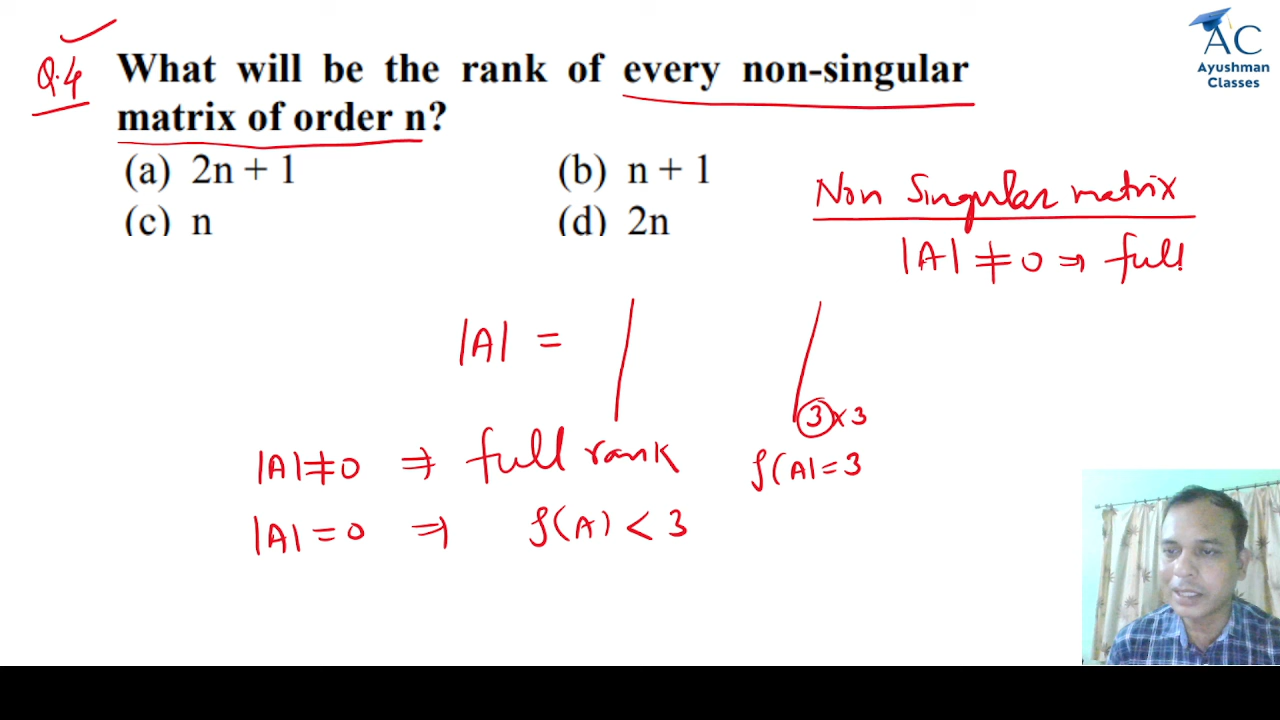 Q.4 What will be the rank of every non-singular
matrix of order n?
(a) 2n + 1
(b) n + 1
(c) n
(d) 2n
AC
Ayushman
Classes
Non Singular matrix
|A| ≠ 0 ⇒ full
|A| =
3×3
|A| ≠ 0 ⇒ full rank ρ(A) = 3
|A| = 0 ⇒ ρ(A) < 3